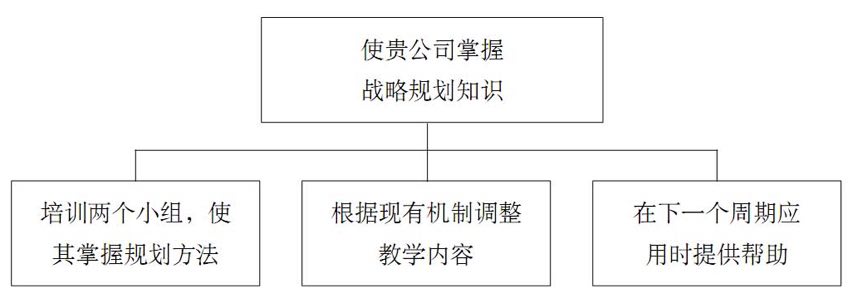 使贵公司掌握
战略规划知识
培训两个小组，使
其掌握规划方法
根据现有机制调整
教学内容
在下一个周期应
用时提供帮助